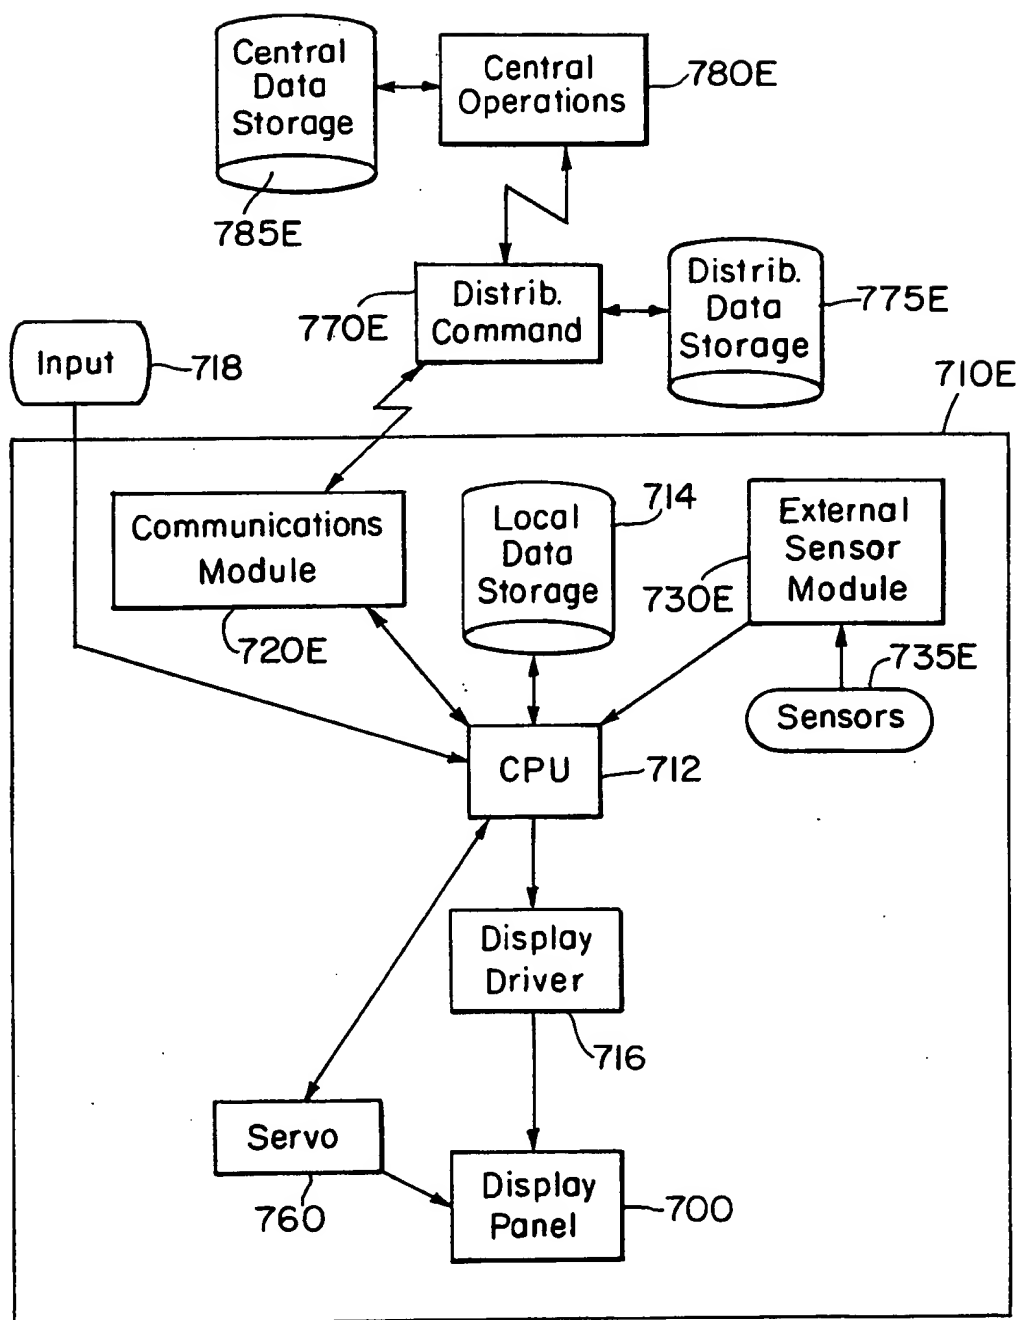 Central
Data
Storage
785E
Central
Operations
780E
Distrib.
Command
770E
Distrib.
Data
Storage
775E
Input
718
710E
Communications
Module
720E
Local
Data
Storage
714
External
Sensor
Module
730E
735E
Sensors
CPU
712
Display
Driver
716
Servo
760
Display
Panel
700